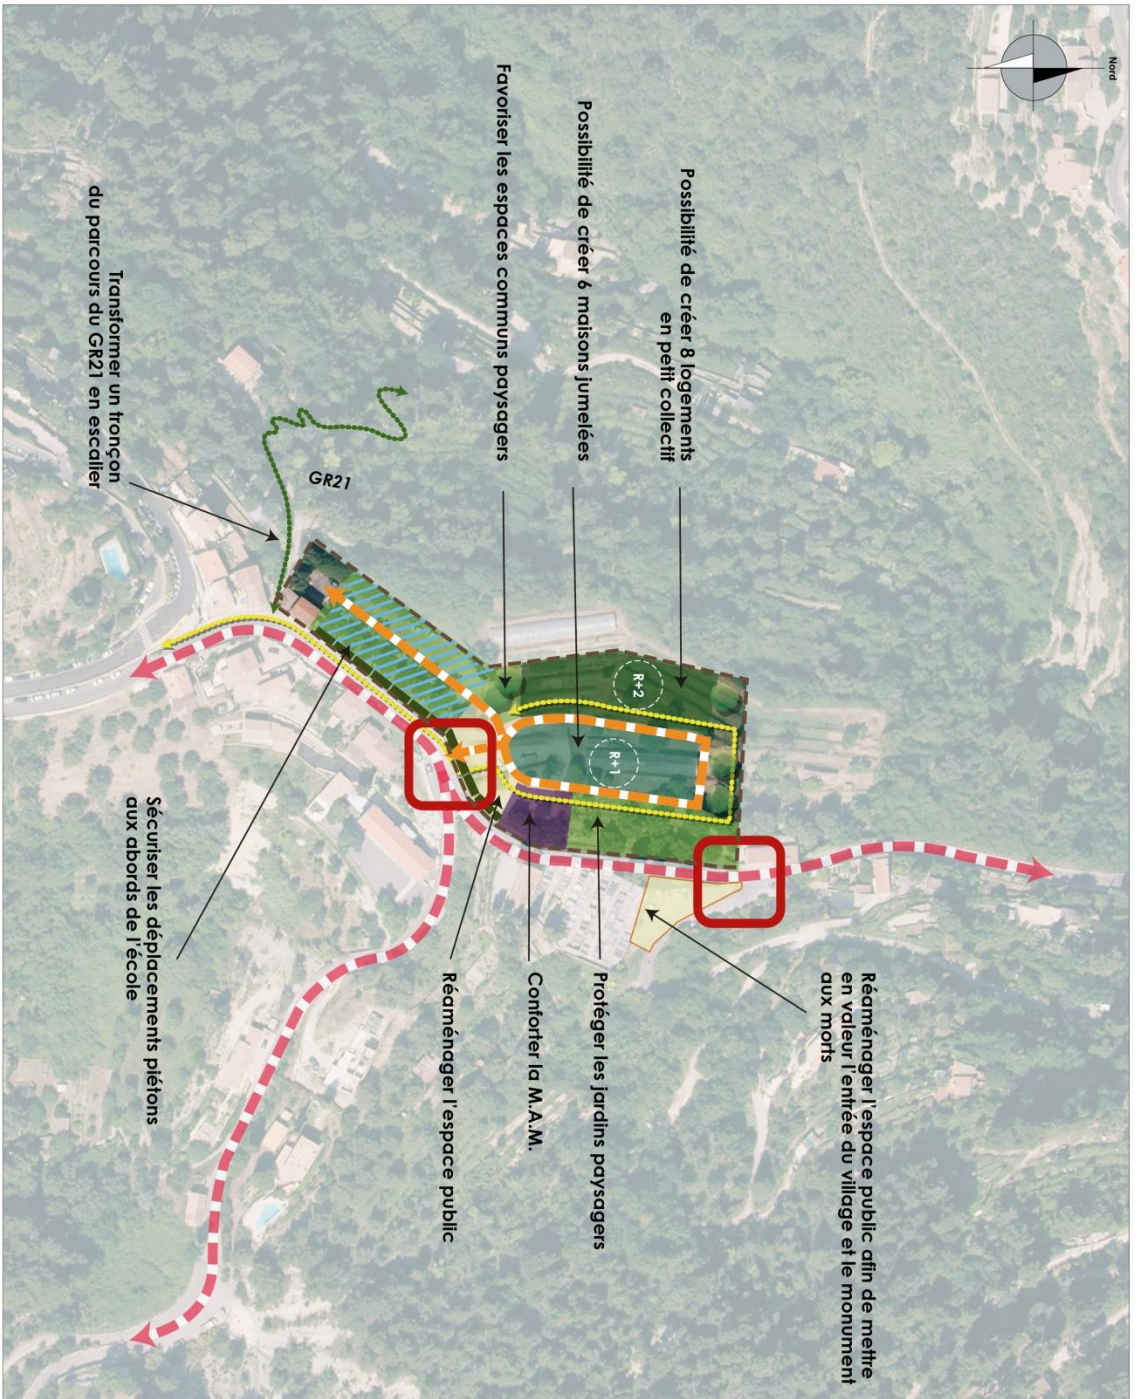 Nord
Réaménager l'espace public afin de mettre
en valeur l'entrée du village et le monument
aux morts
Possibilité de créer 8 logements
en petit collectif
Possibilité de créer 6 maisons jumelées
Protéger les jardins paysagers
Favoriser les espaces communs paysagers
Conforter la M.A.M.
Réaménager l'espace public
R+2
R+1
GR21
Transformer un tronçon
du parcours du GR21 en escalier
Sécuriser les déplacements piétons
aux abords de l'école